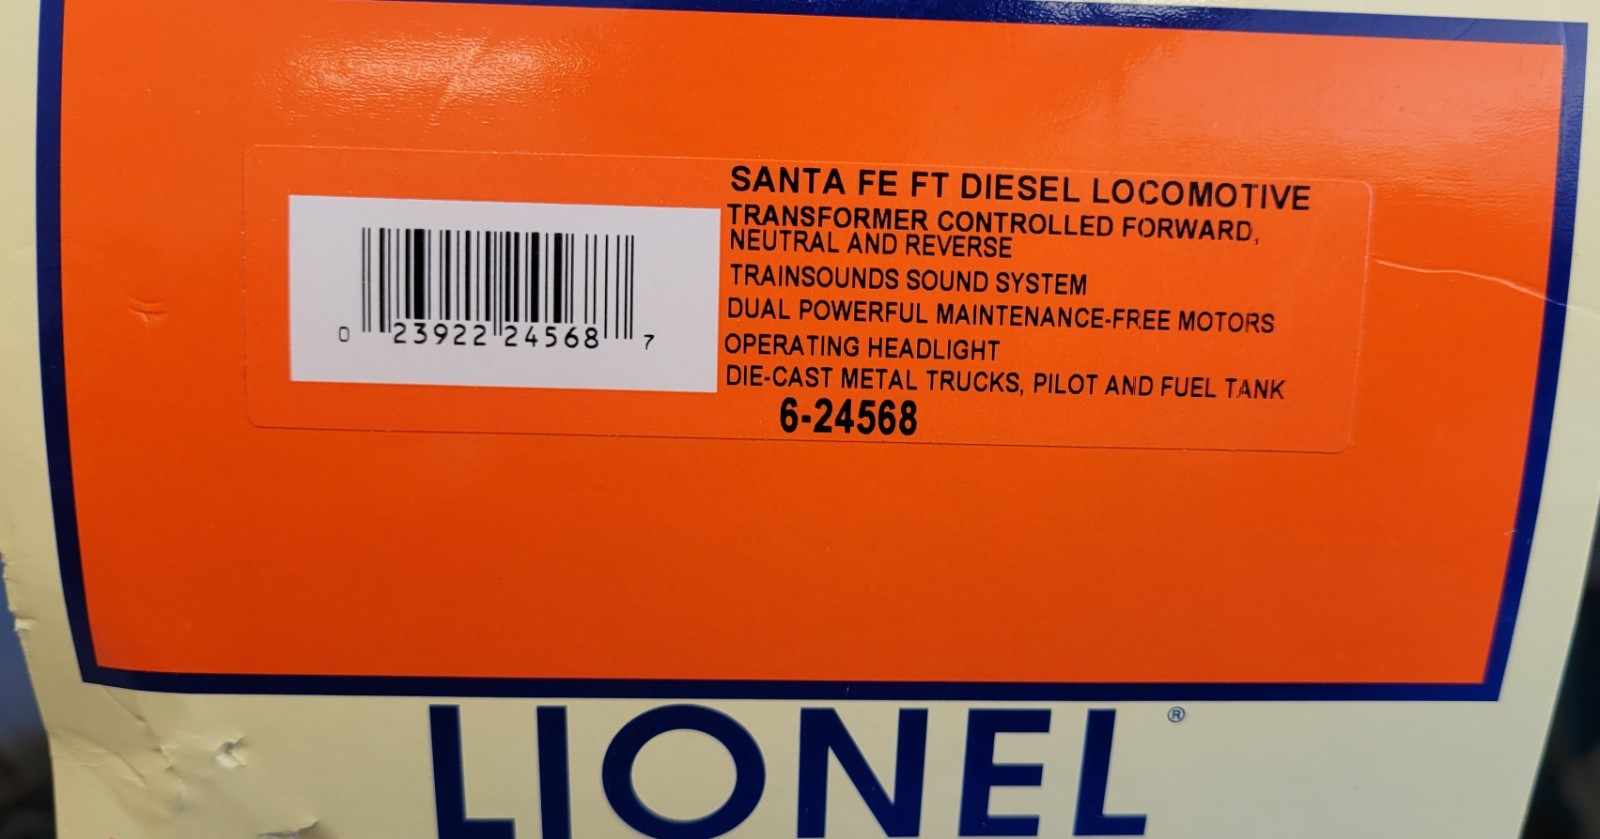 SANTA FE FT DIESEL LOCOMOTIVE
TRANSFORMER CONTROLLED FORWARD,
NEUTRAL AND REVERSE
TRAINSOUNDS SOUND SYSTEM
DUAL POWERFUL MAINTENANCE-FREE MOTORS
OPERATING HEADLIGHT
DIE-CAST METAL TRUCKS, PILOT AND FUEL TANK
6-24568
0 23922 24568 7
LIONEL®